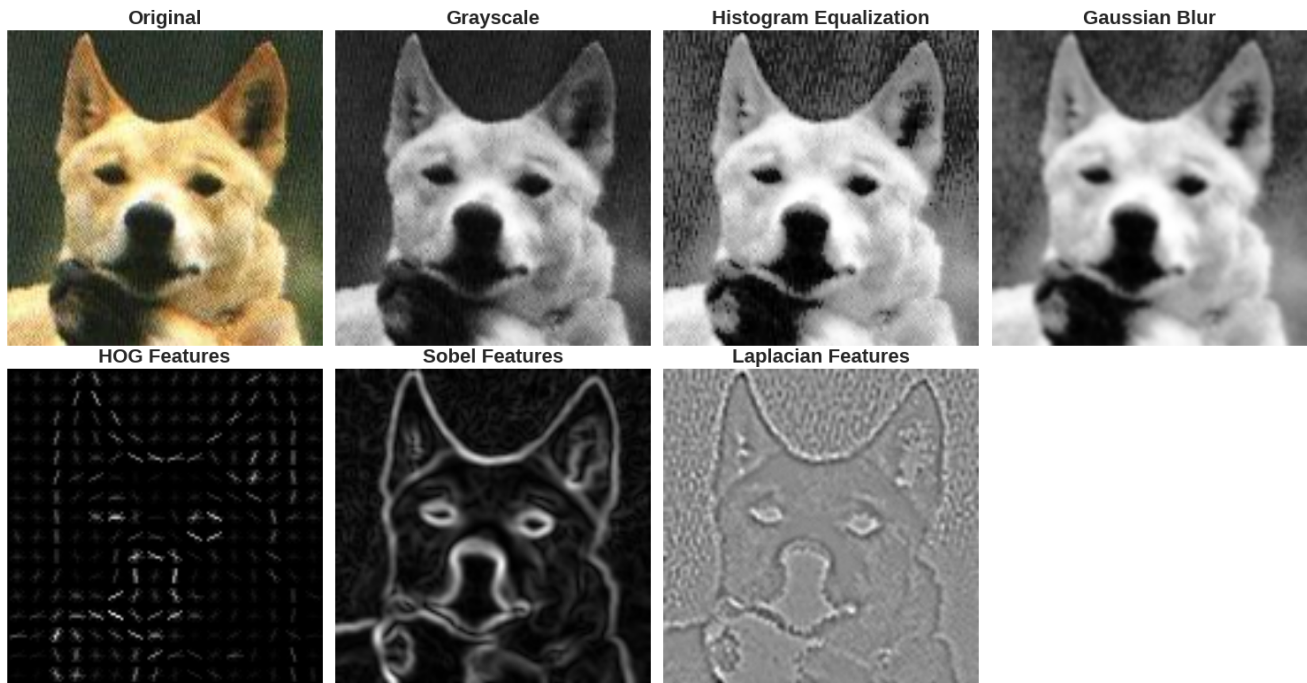 Original
Grayscale
Histogram Equalization
Gaussian Blur
HOG Features
Sobel Features
Laplacian Features